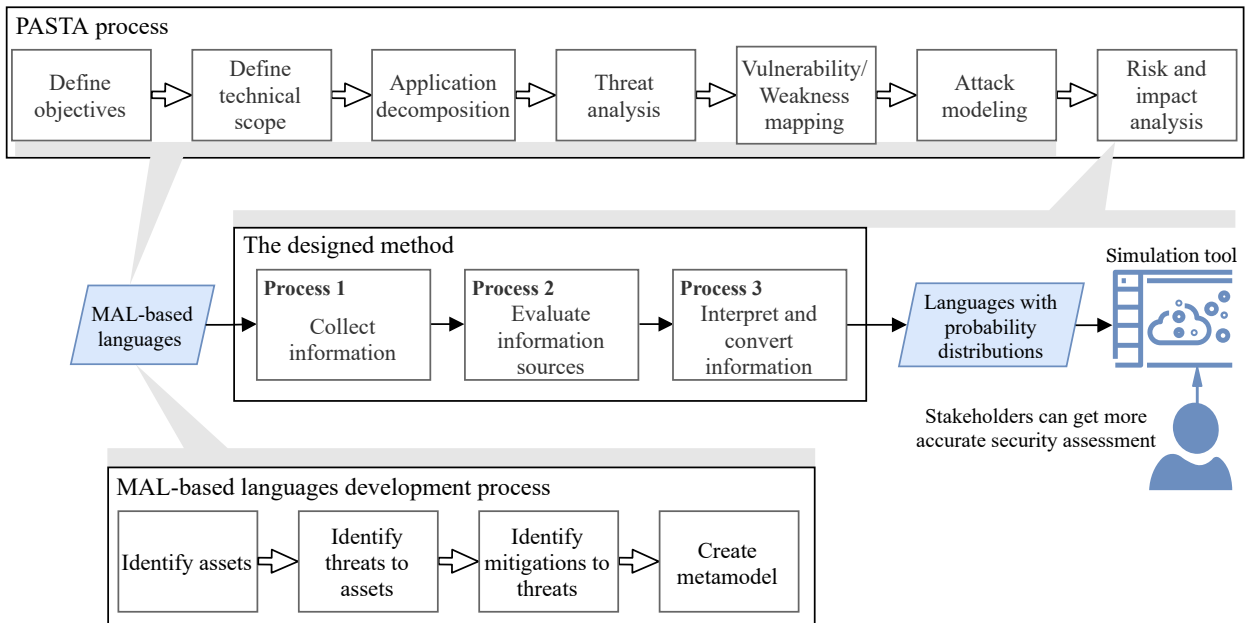 PASTA process
Define
objectives
Define
technical
scope
Application
decomposition
Threat
analysis
Vulnerability/
Weakness
mapping
Attack
modeling
Risk and
impact
analysis
The designed method
Process 1
Collect
information
Process 2
Evaluate
information
sources
Process 3
Interpret and
convert
information
MAL-based
languages
Languages with
probability
distributions
Simulation tool
Stakeholders can get more
accurate security assessment
MAL-based languages development process
Identify assets
Identify
threats to
assets
Identify
mitigations to
threats
Create
metamodel